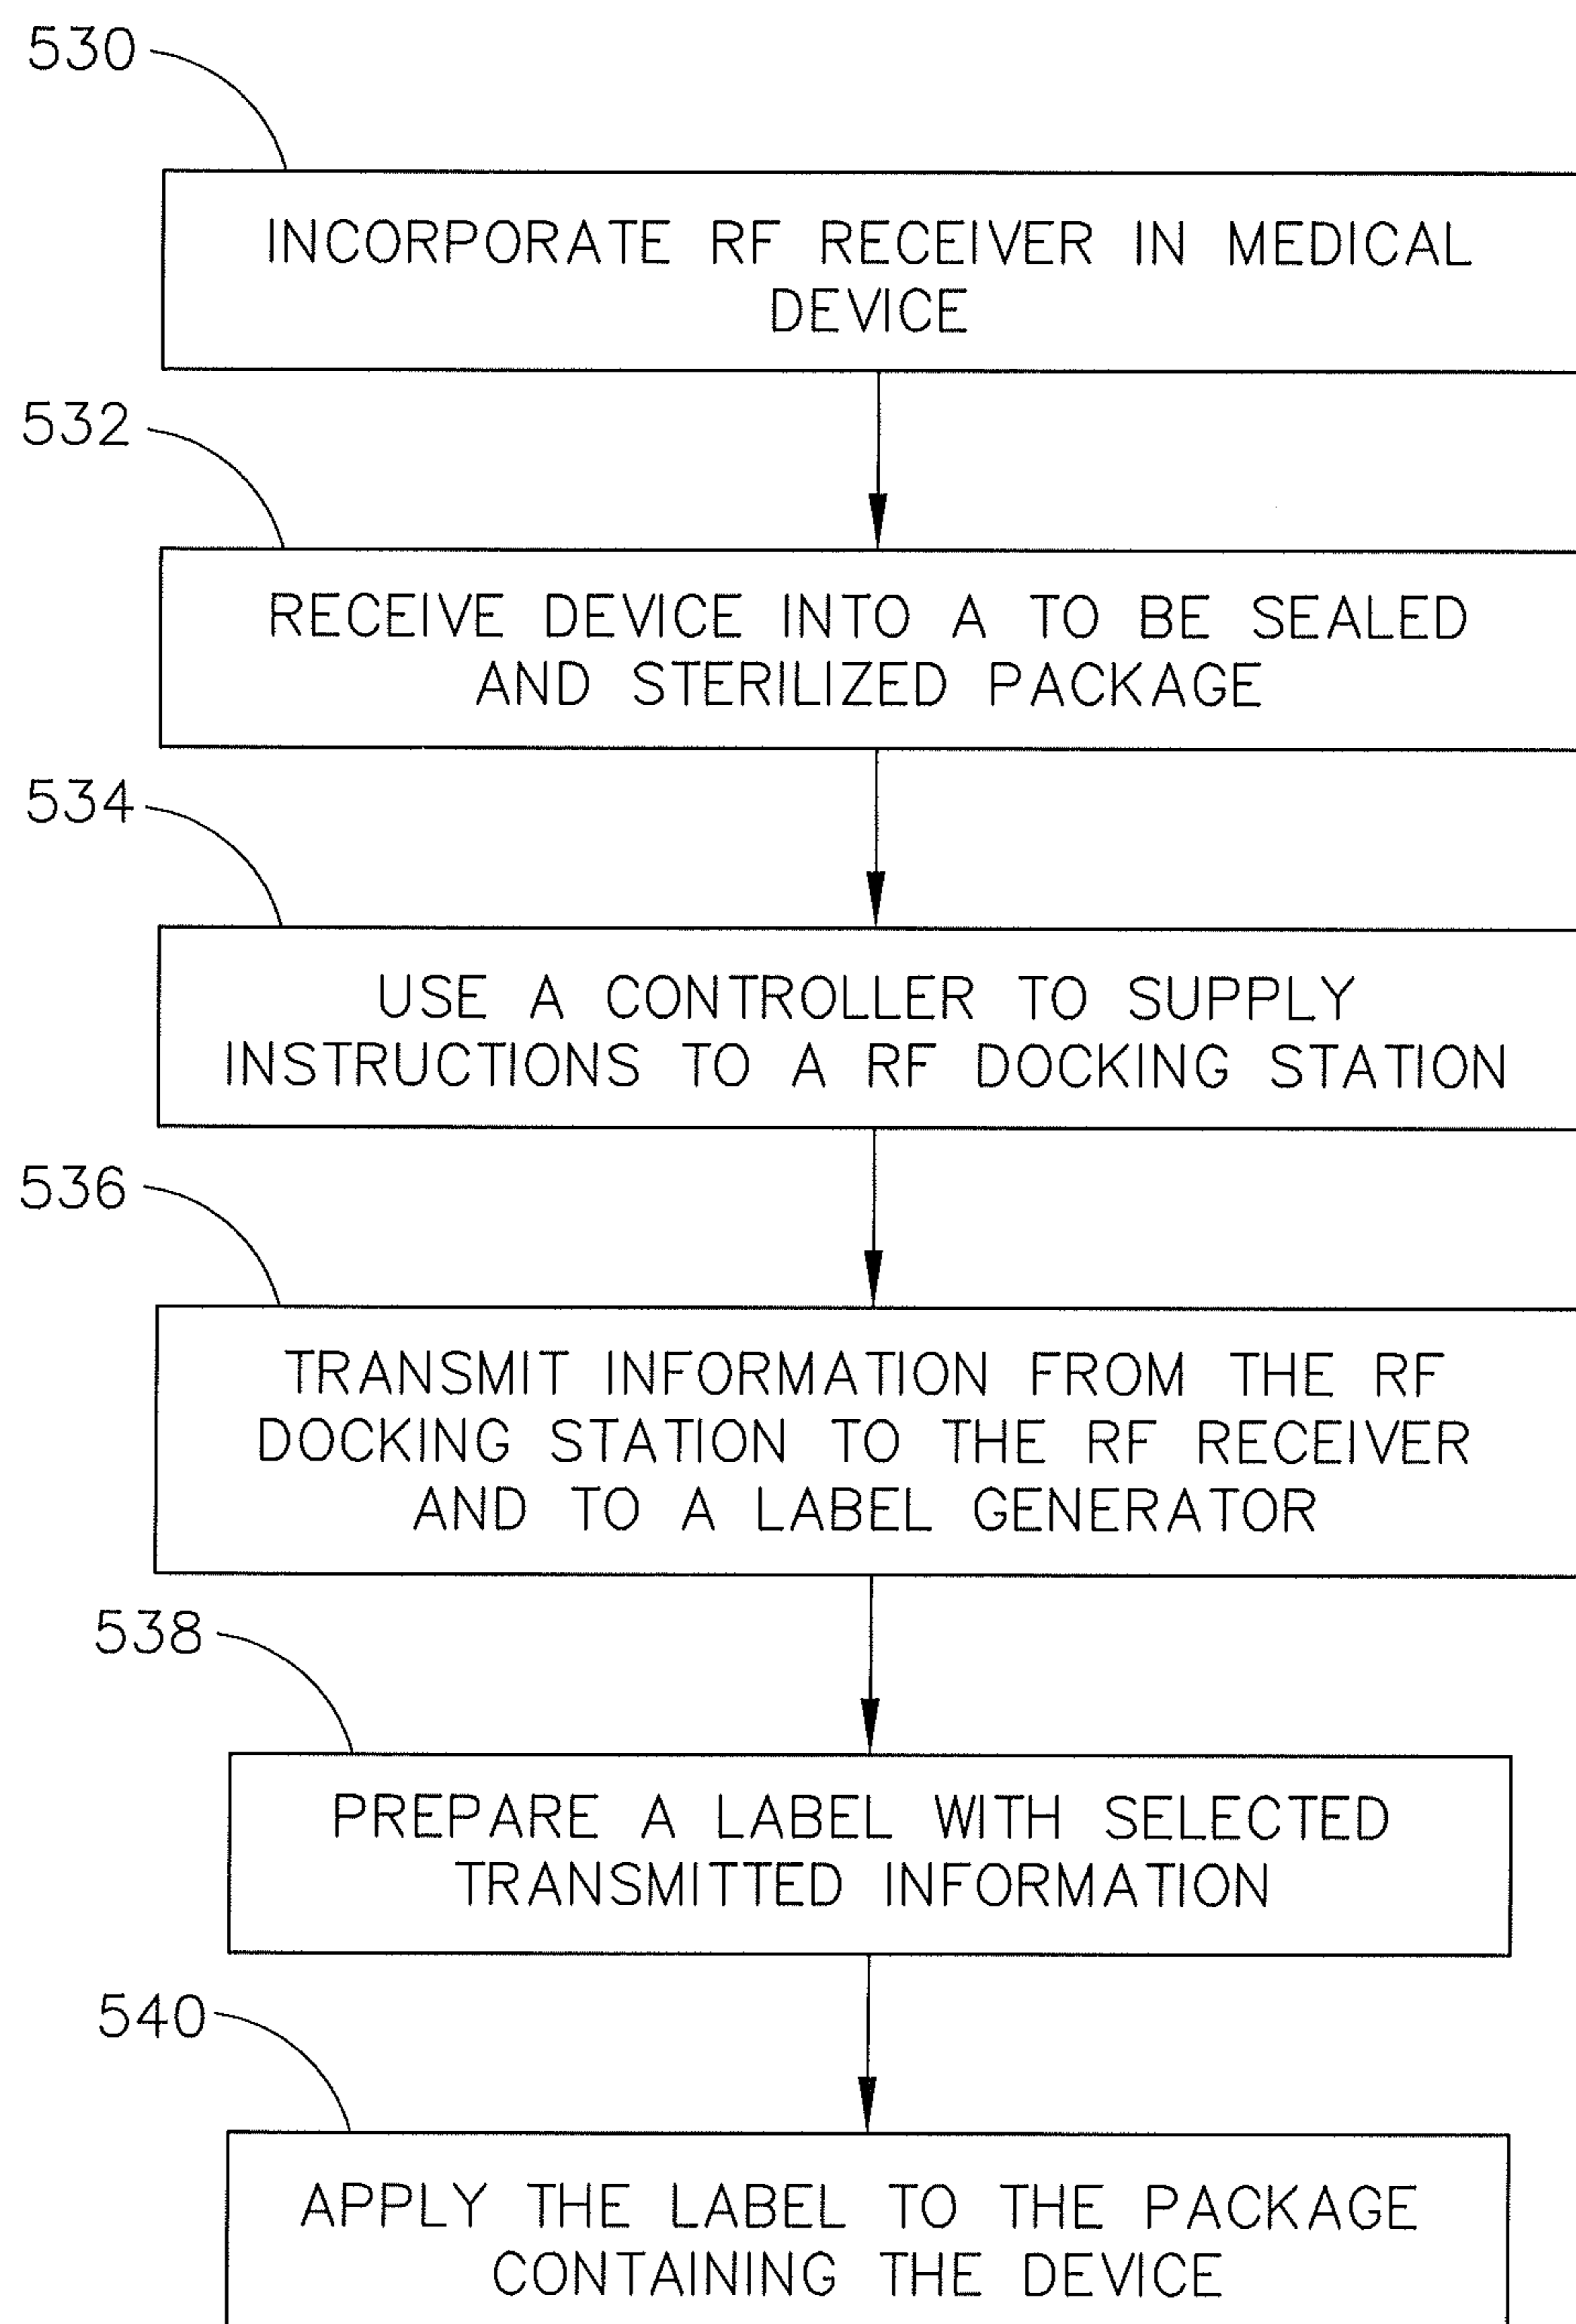 530
INCORPORATE RF RECEIVER IN MEDICAL
DEVICE
532
RECEIVE DEVICE INTO A TO BE SEALED
AND STERILIZED PACKAGE
534
USE A CONTROLLER TO SUPPLY
INSTRUCTIONS TO A RF DOCKING STATION
536
TRANSMIT INFORMATION FROM THE RF
DOCKING STATION TO THE RF RECEIVER
AND TO A LABEL GENERATOR
538
PREPARE A LABEL WITH SELECTED
TRANSMITTED INFORMATION
540
APPLY THE LABEL TO THE PACKAGE
CONTAINING THE DEVICE